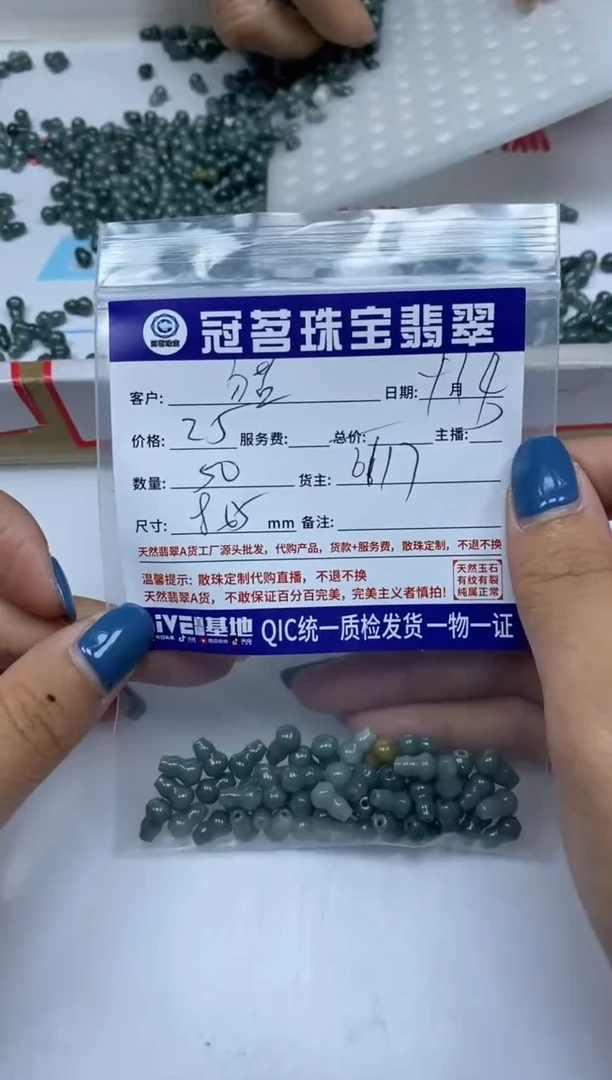 冠茗珠宝翡翠
客户: 日期: 月
价格: 25 服务费: 总价: 主播:
数量: 50 货主:
尺寸: mm 备注:
天然翡翠A货工厂源头批发，代购产品，货款+服务费，散珠定制，不退不换
温馨提示: 散珠定制代购直播，不退不换
天然翡翠A货，不敢保证百分百完美，完美主义者慎拍!
天然玉石
有纹有裂
纯属正常
iVE直播基地 QIC统一质检发货一物一证